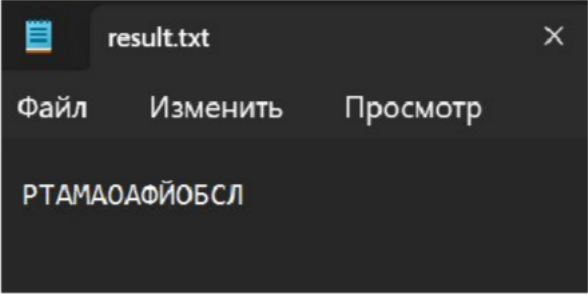 result.txt
Файл Изменить Просмотр
РТАМАОАФЙОБСЛ